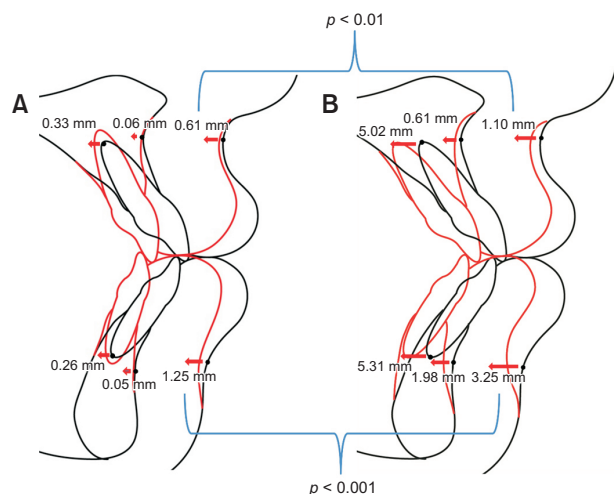 p < 0.01
A
B
0.33 mm
0.06 mm
0.61 mm
5.02 mm
0.61 mm
1.10 mm
0.26 mm
0.05 mm
1.25 mm
5.31 mm
1.98 mm
3.25 mm
p < 0.001